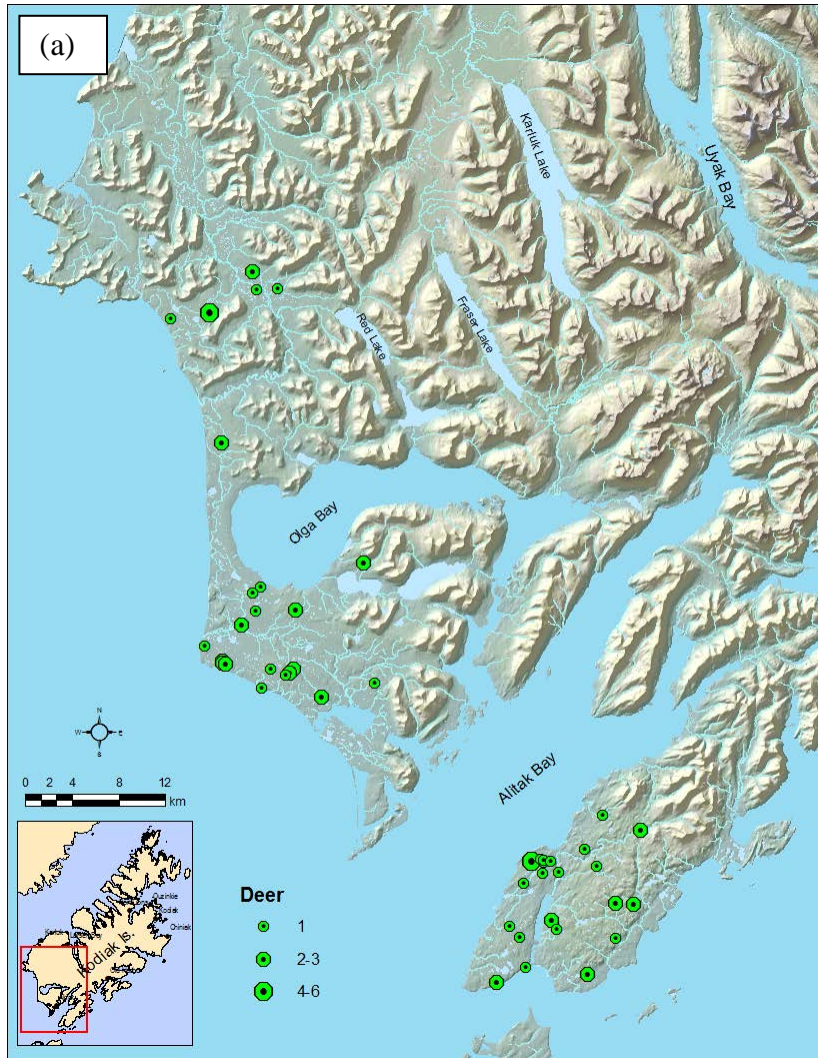 (a)
Karluk Lake
Uyak Bay
Fraser Lake
Red Lake
Olga Bay
Alitak Bay
N
W E
S
0 2 4 8 12
km
Deer
1
2-3
4-6
Ouzinkie
Kodiak
Chiniak
Kodiak Is.